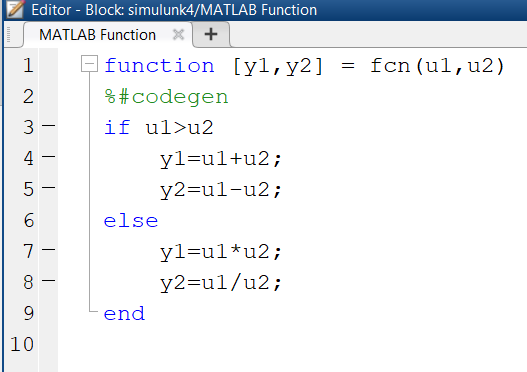 Editor - Block: simulunk4/MATLAB Function
MATLAB Function × +
1 function [y1,y2] = fcn(u1,u2)
2 %#codegen
3 if u1>u2
4 y1=u1+u2;
5 y2=u1-u2;
6 else
7 y1=u1*u2;
8 y2=u1/u2;
9 end
10